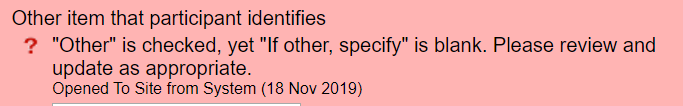 Other item that participant identifies
? "Other" is checked, yet "If other, specify" is blank. Please review and
update as appropriate.
Opened To Site from System (18 Nov 2019)